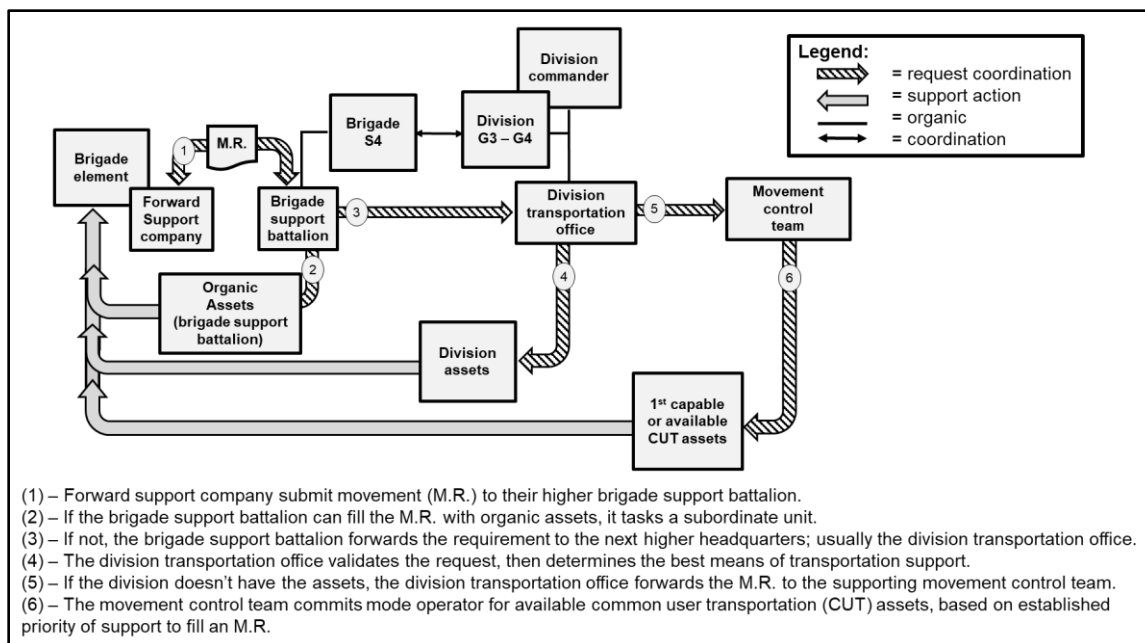 Legend:
= request coordination
= support action
= organic
= coordination
Division
commander
Brigade
S4
Division
G3 – G4
M.R.
1
Brigade
element
Forward
Support
company
Brigade
support
battalion
3
Division
transportation
office
5
Movement
control
team
2
4
6
Organic
Assets
(brigade support
battalion)
Division
assets
1st capable
or available
CUT assets
(1) – Forward support company submit movement (M.R.) to their higher brigade support battalion.
(2) – If the brigade support battalion can fill the M.R. with organic assets, it tasks a subordinate unit.
(3) – If not, the brigade support battalion forwards the requirement to the next higher headquarters; usually the division transportation office.
(4) – The division transportation office validates the request, then determines the best means of transportation support.
(5) – If the division doesn’t have the assets, the division transportation office forwards the M.R. to the supporting movement control team.
(6) – The movement control team commits mode operator for available common user transportation (CUT) assets, based on established
priority of support to fill an M.R.